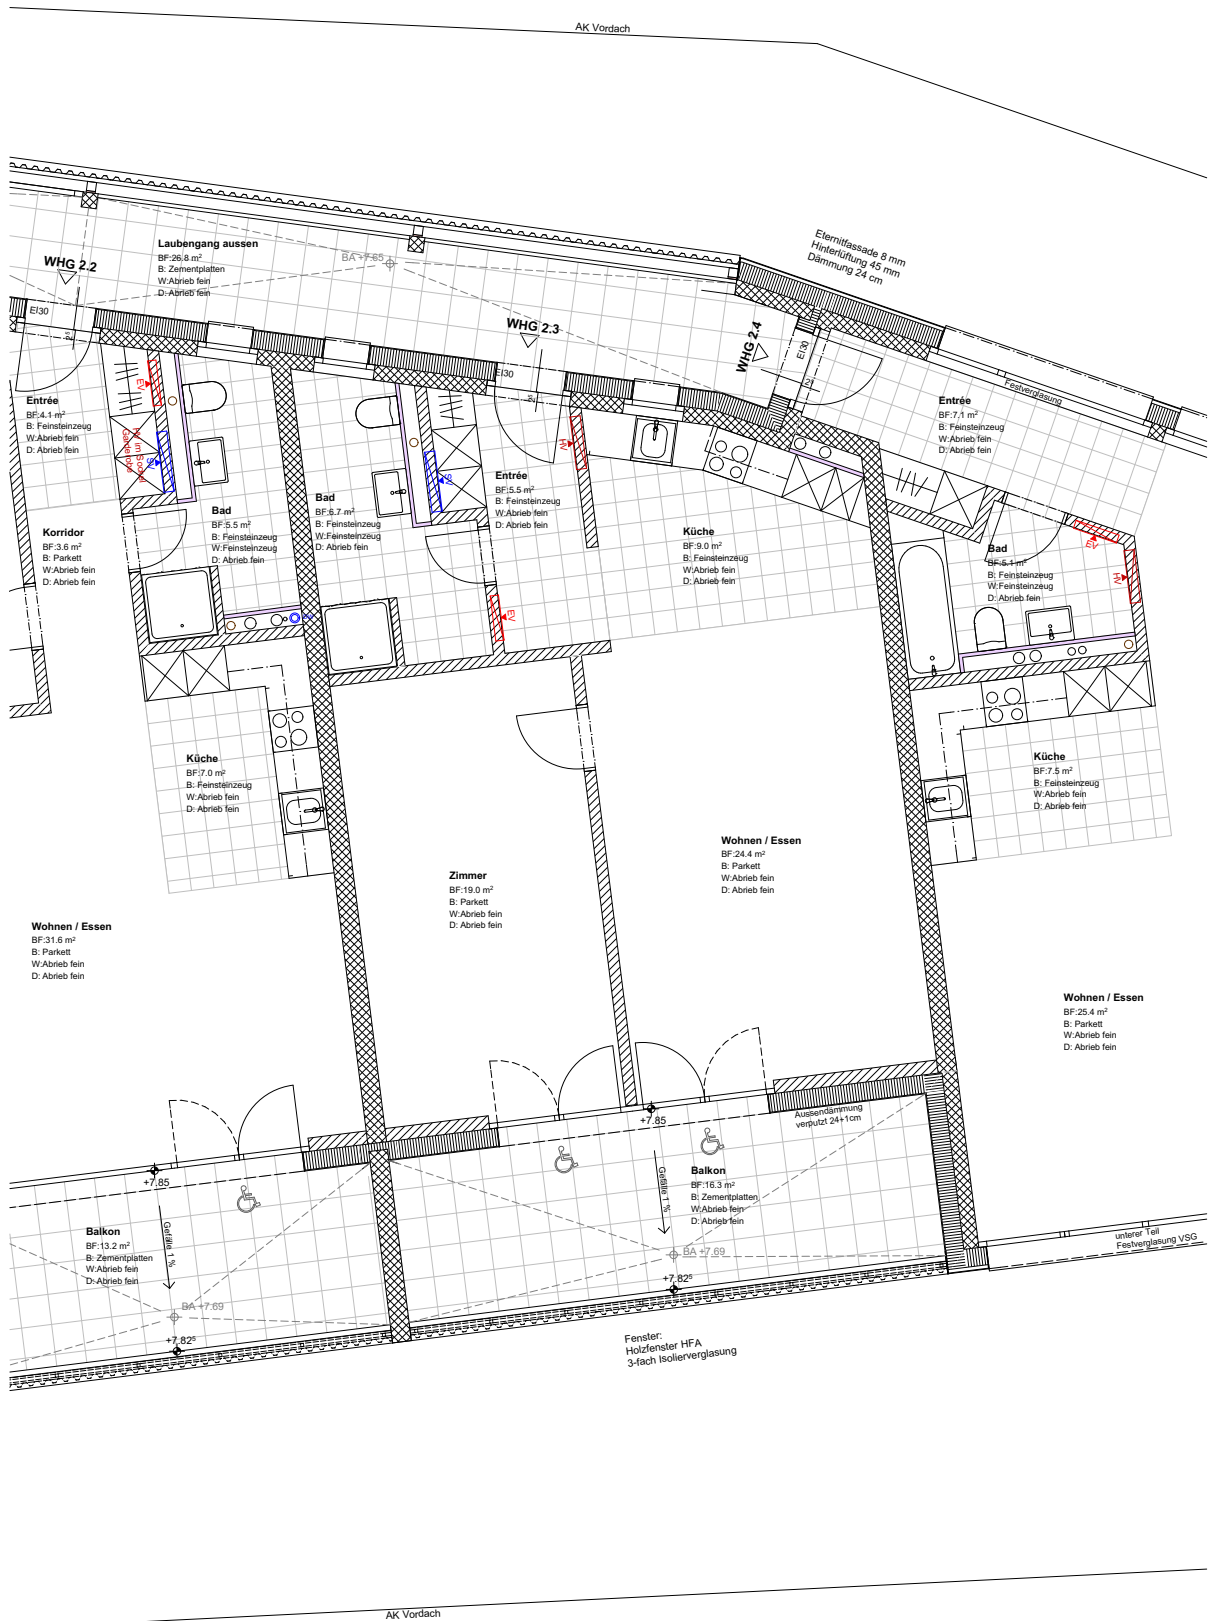 AK Vordach
Eternitfassade 8 mm
Hinterlüftung 45 mm
Dämmung 24 cm
Laubengang aussen
BF:26.8 m²
B: Zementplatten
W:Abrieb fein
D: Abrieb fein
BA +7.65
WHG 2.2
WHG 2.3
WHG 2.4
EI30
EI30
EI30
Festverglasung
Entrée
BF:4.1 m²
B: Feinsteinzeug
W:Abrieb fein
D: Abrieb fein
EV
SV
Korridor
BF:3.6 m²
B: Parkett
W:Abrieb fein
D: Abrieb fein
Bad
BF:5.5 m²
B: Feinsteinzeug
W:Feinsteinzeug
D: Abrieb fein
Bad
BF:6.7 m²
B: Feinsteinzeug
W:Feinsteinzeug
D: Abrieb fein
SV
Entrée
BF:5.5 m²
B: Feinsteinzeug
W:Abrieb fein
D: Abrieb fein
HV
EV
Küche
BF:9.0 m²
B: Feinsteinzeug
W:Abrieb fein
D: Abrieb fein
Entrée
BF:7.1 m²
B: Feinsteinzeug
W:Abrieb fein
D: Abrieb fein
Bad
BF:5.1 m²
B: Feinsteinzeug
W:Feinsteinzeug
D: Abrieb fein
EV
HV
Küche
BF:7.0 m²
B: Feinsteinzeug
W:Abrieb fein
D: Abrieb fein
Küche
BF:7.5 m²
B: Feinsteinzeug
W:Abrieb fein
D: Abrieb fein
Wohnen / Essen
BF:24.4 m²
B: Parkett
W:Abrieb fein
D: Abrieb fein
Zimmer
BF:19.0 m²
B: Parkett
W:Abrieb fein
D: Abrieb fein
Wohnen / Essen
BF:31.6 m²
B: Parkett
W:Abrieb fein
D: Abrieb fein
Wohnen / Essen
BF:25.4 m²
B: Parkett
W:Abrieb fein
D: Abrieb fein
+7.85
Aussendämmung
verputzt 24+1cm
+7.85
Gefälle 1 %
Balkon
BF:16.3 m²
B: Zementplatten
W:Abrieb fein
D: Abrieb fein
Gefälle 1 %
Balkon
BF:13.2 m²
B: Zementplatten
W:Abrieb fein
D: Abrieb fein
BA +7.69
+7.82⁵
BA +7.69
+7.82⁵
unterer Teil
Festverglasung VSG
Fenster:
Holzfenster HFA
3-fach Isolierverglasung
AK Vordach